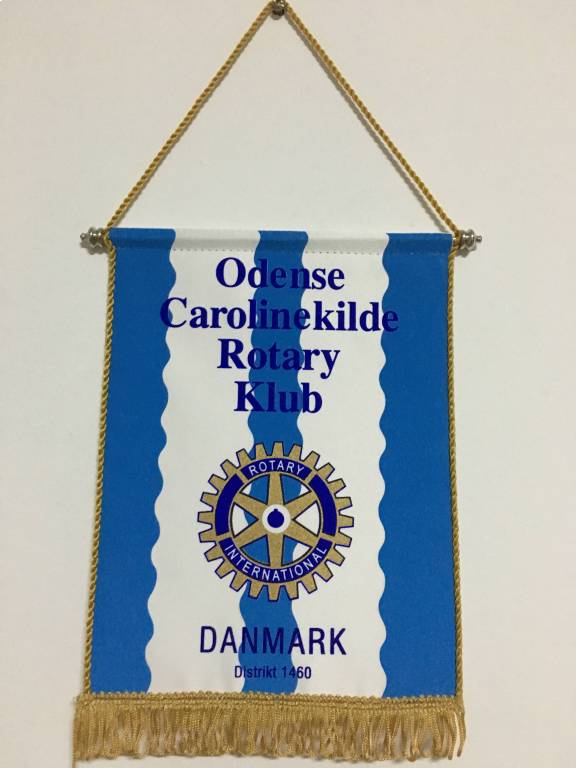 Odense
Carolinekilde
Rotary
Klub
ROTARY
INTERNATIONAL
DANMARK
Distrikt 1460